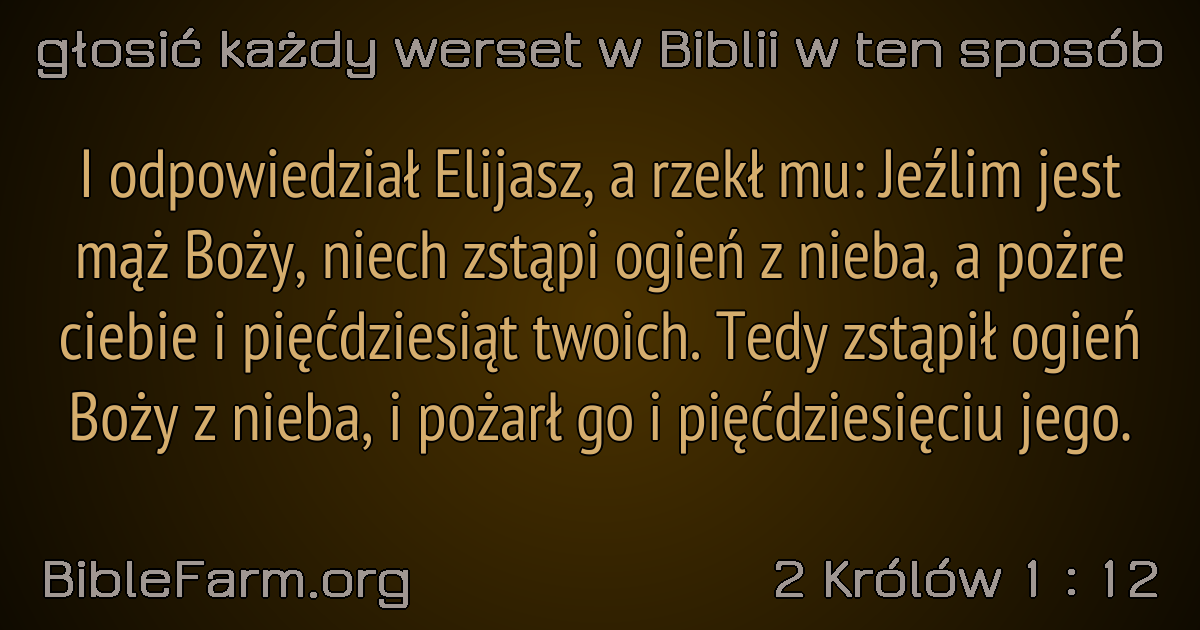 głosić każdy werset w Biblii w ten sposób
I odpowiedział Elijasz, a rzekł mu: Jeźlim jest
mąż Boży, niech zstąpi ogień z nieba, a pożre
ciebie i pięćdziesiąt twoich. Tedy zstąpił ogień
Boży z nieba, i pożarł go i pięćdziesięciu jego.
BibleFarm.org
2 Królów 1 : 12